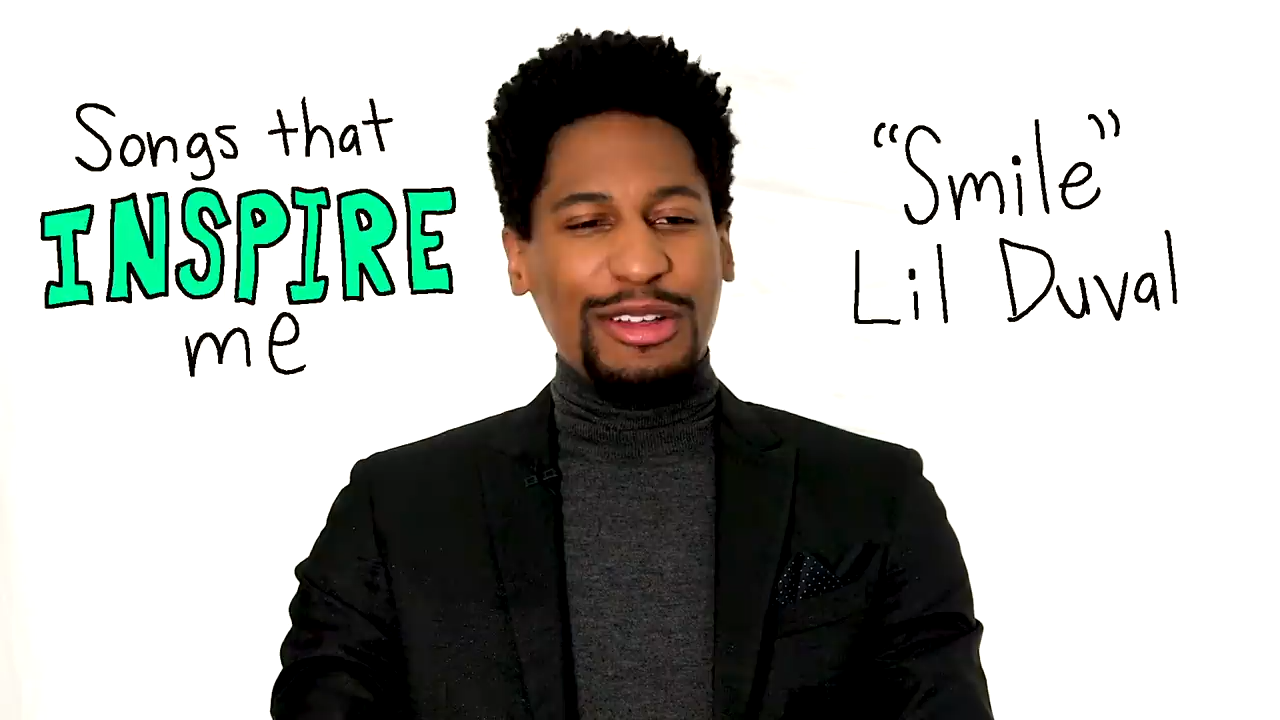 Songs that
INSPIRE
me
“Smile”
Lil Duval